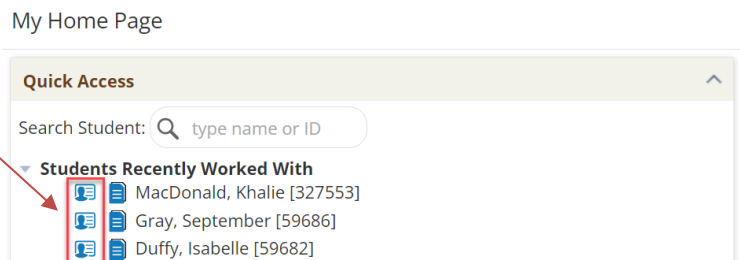 My Home Page
Quick Access
Search Student: type name or ID
Students Recently Worked With
MacDonald, Khalie [327553]
Gray, September [59686]
Duffy, Isabelle [59682]